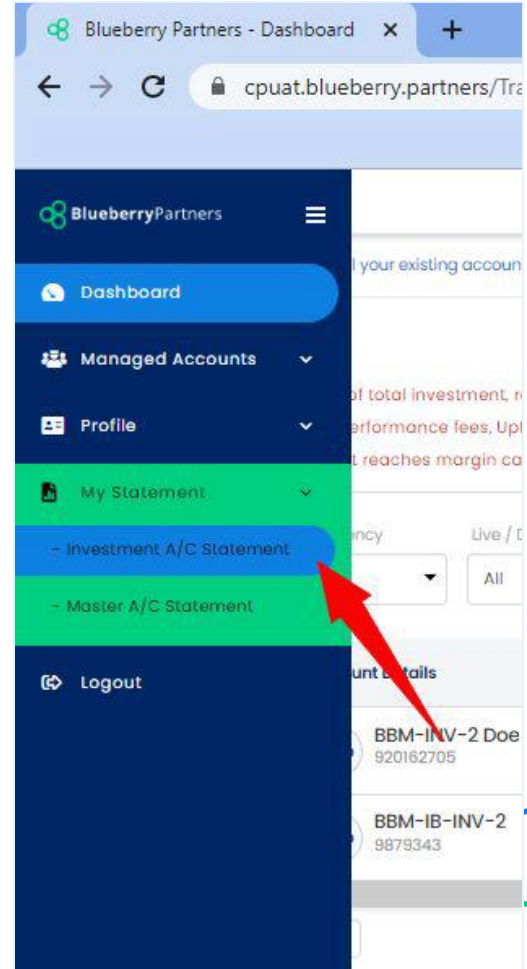 Blueberry Partners - Dashboard
cpuat.blueberry.partners/Tra
BlueberryPartners
your existing accoun
Dashboard
Managed Accounts
of total investment, r
Profile
erformance fees, Up
t reaches margin ca
My Statement
ency Live / D
- Investment A/C Statement
All
- Master A/C Statement
unt Details
Logout
BBM-INV-2 Doe
920162705
BBM-IB-INV-2
9879343